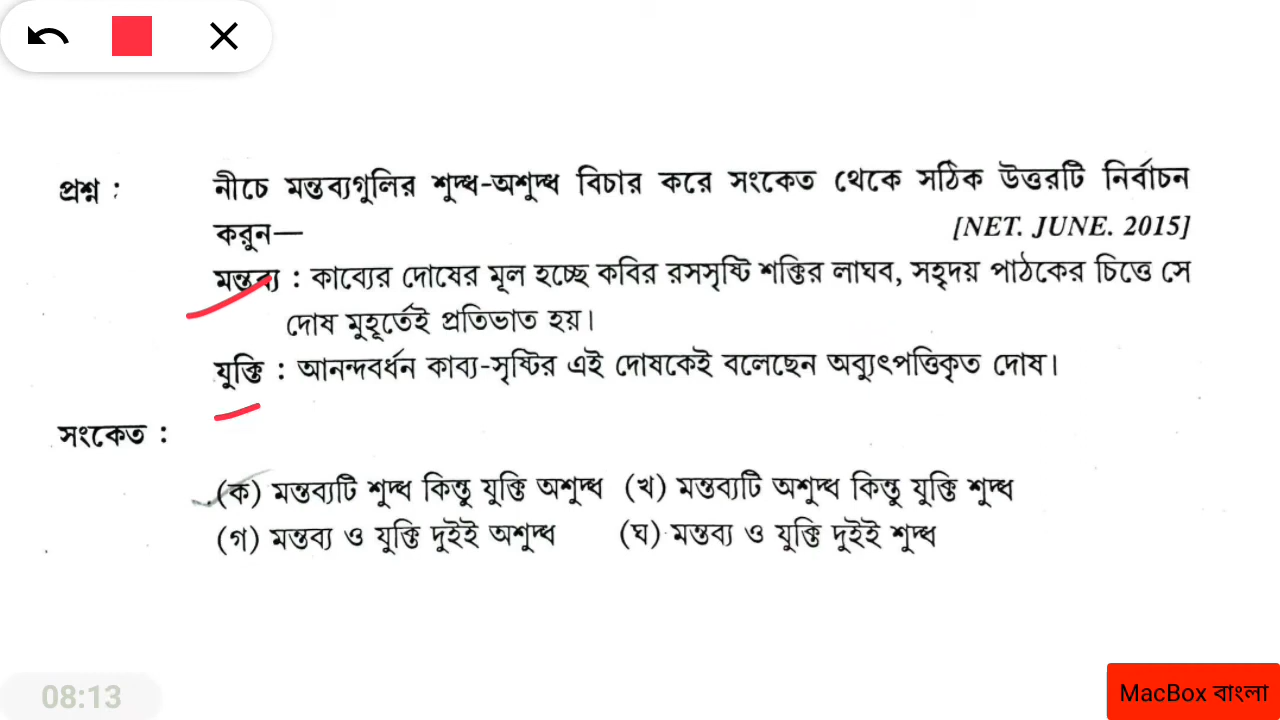 প্রশ্ন : নীচে মন্তব্যগুলির শুদ্ধ-অশুদ্ধ বিচার করে সংকেত থেকে সঠিক উত্তরটি নির্বাচন
করুন— [NET. JUNE. 2015]
মন্তব্য : কাব্যের দোষের মূল হচ্ছে কবির রসসৃষ্টি শক্তির লাঘব, সহৃদয় পাঠকের চিত্তে সে
দোষ মুহূর্তেই প্রতিভাত হয়।
যুক্তি : আনন্দবর্ধন কাব্য-সৃষ্টির এই দোষকেই বলেছেন অব্যুৎপত্তিকৃত দোষ।
সংকেত :
(ক) মন্তব্যটি শুদ্ধ কিন্তু যুক্তি অশুদ্ধ (খ) মন্তব্যটি অশুদ্ধ কিন্তু যুক্তি শুদ্ধ
(গ) মন্তব্য ও যুক্তি দুইই অশুদ্ধ (ঘ) মন্তব্য ও যুক্তি দুইই শুদ্ধ
08:13
MacBox বাংলা